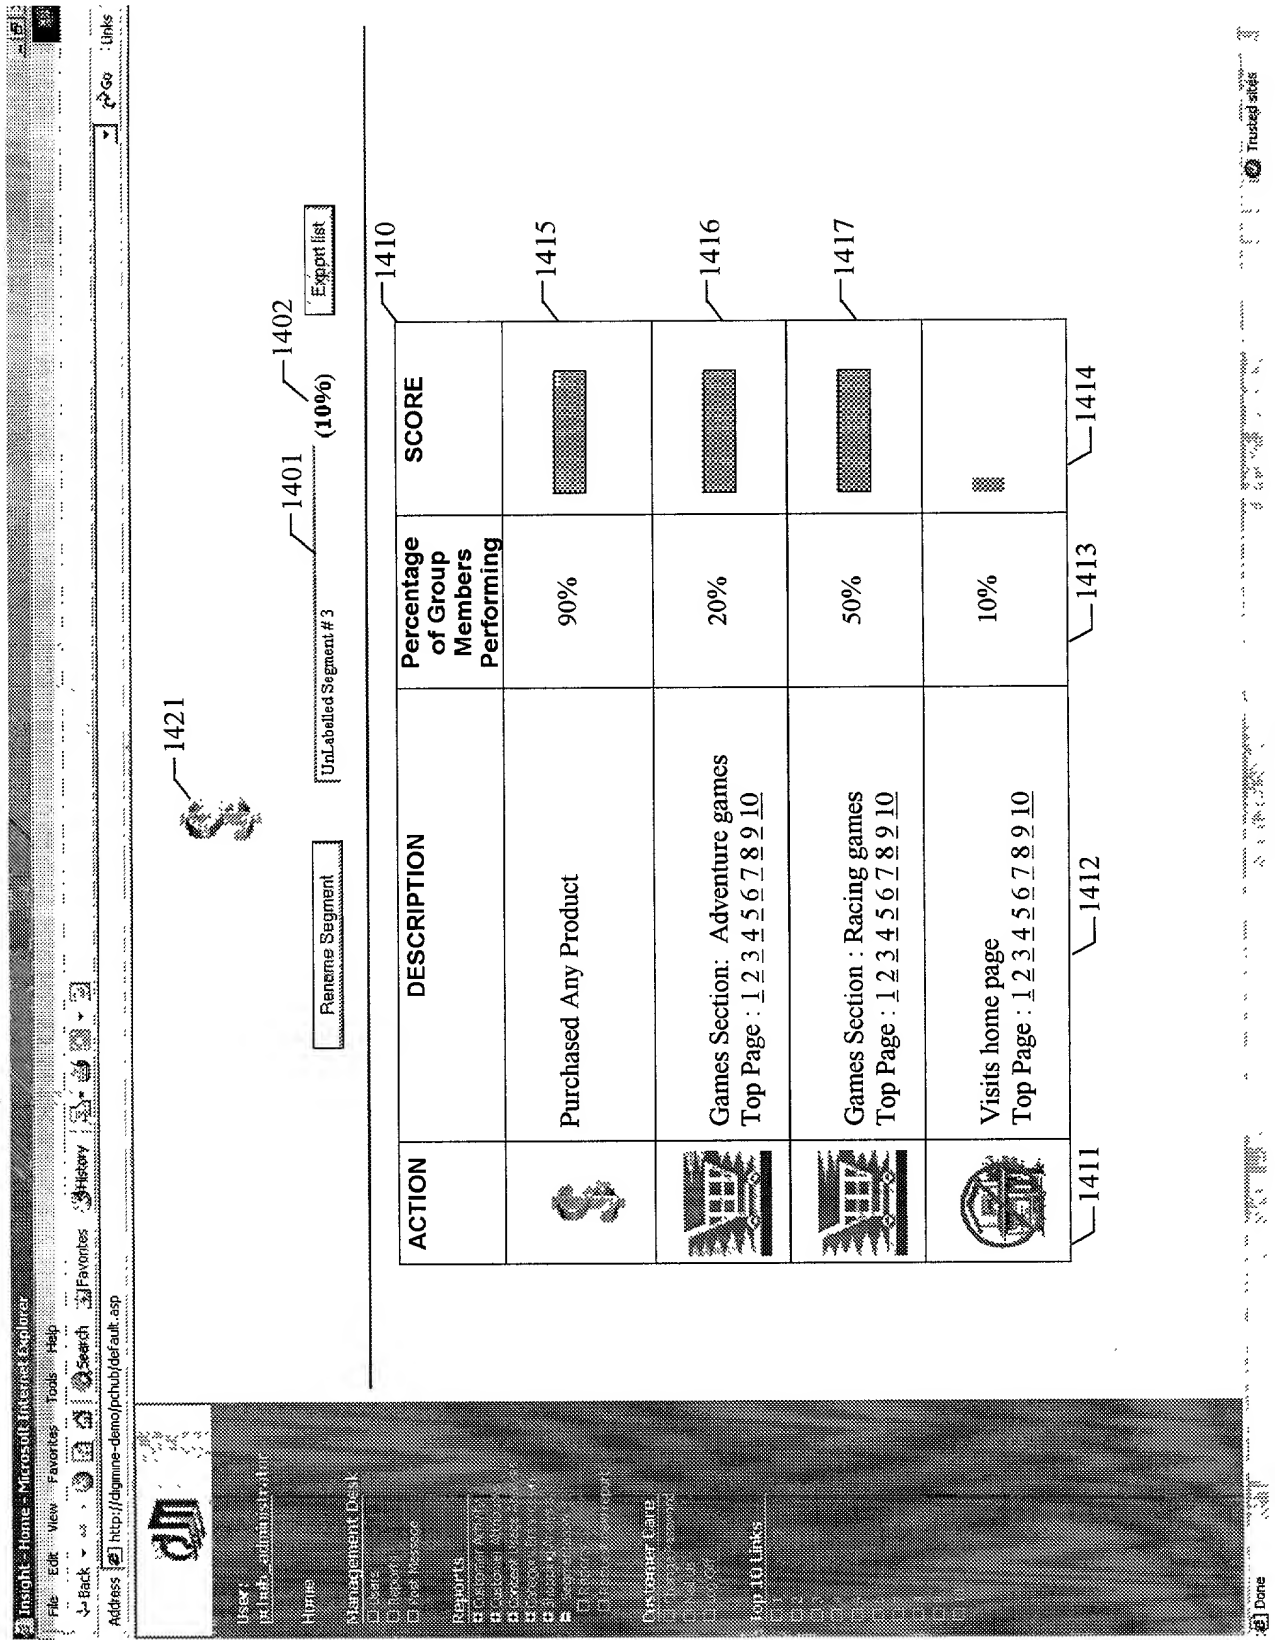 Insight - Home - Microsoft Internet Explorer
File Edit View Favorites Tools Help
Back Search Favorites History
Address http://digimine-demo/pchub/default.asp Go Links
1421
Rename Segment UnLabelled Segment # 3 (10%) Export list
1401
1402
1410
ACTION DESCRIPTION Percentage of Group Members Performing SCORE
Purchased Any Product 90% 1415
Games Section: Adventure games 20% 1416
Top Page : 1 2 3 4 5 6 7 8 9 10
Games Section : Racing games 50% 1417
Top Page : 1 2 3 4 5 6 7 8 9 10
Visits home page 10%
Top Page : 1 2 3 4 5 6 7 8 9 10
1411 1412 1413 1414
User:
Home
Management Desk
Reports
Customer Care
Top 10 Links
Done Trusted sites